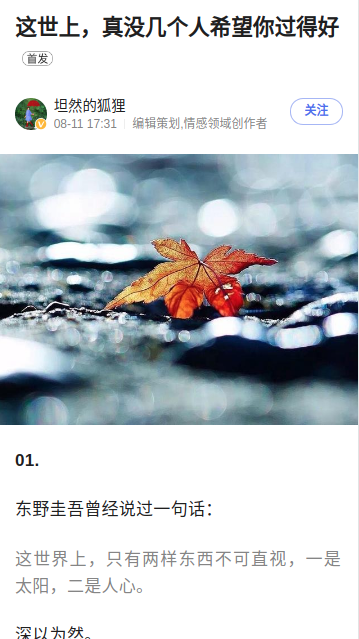 这世上，真没几个人希望你过得好
首发
坦然的狐狸
08-11 17:31 编辑策划,情感领域创作者
关注
01.
东野圭吾曾经说过一句话：
这世界上，只有两样东西不可直视，一是
太阳，二是人心。
深以为然。